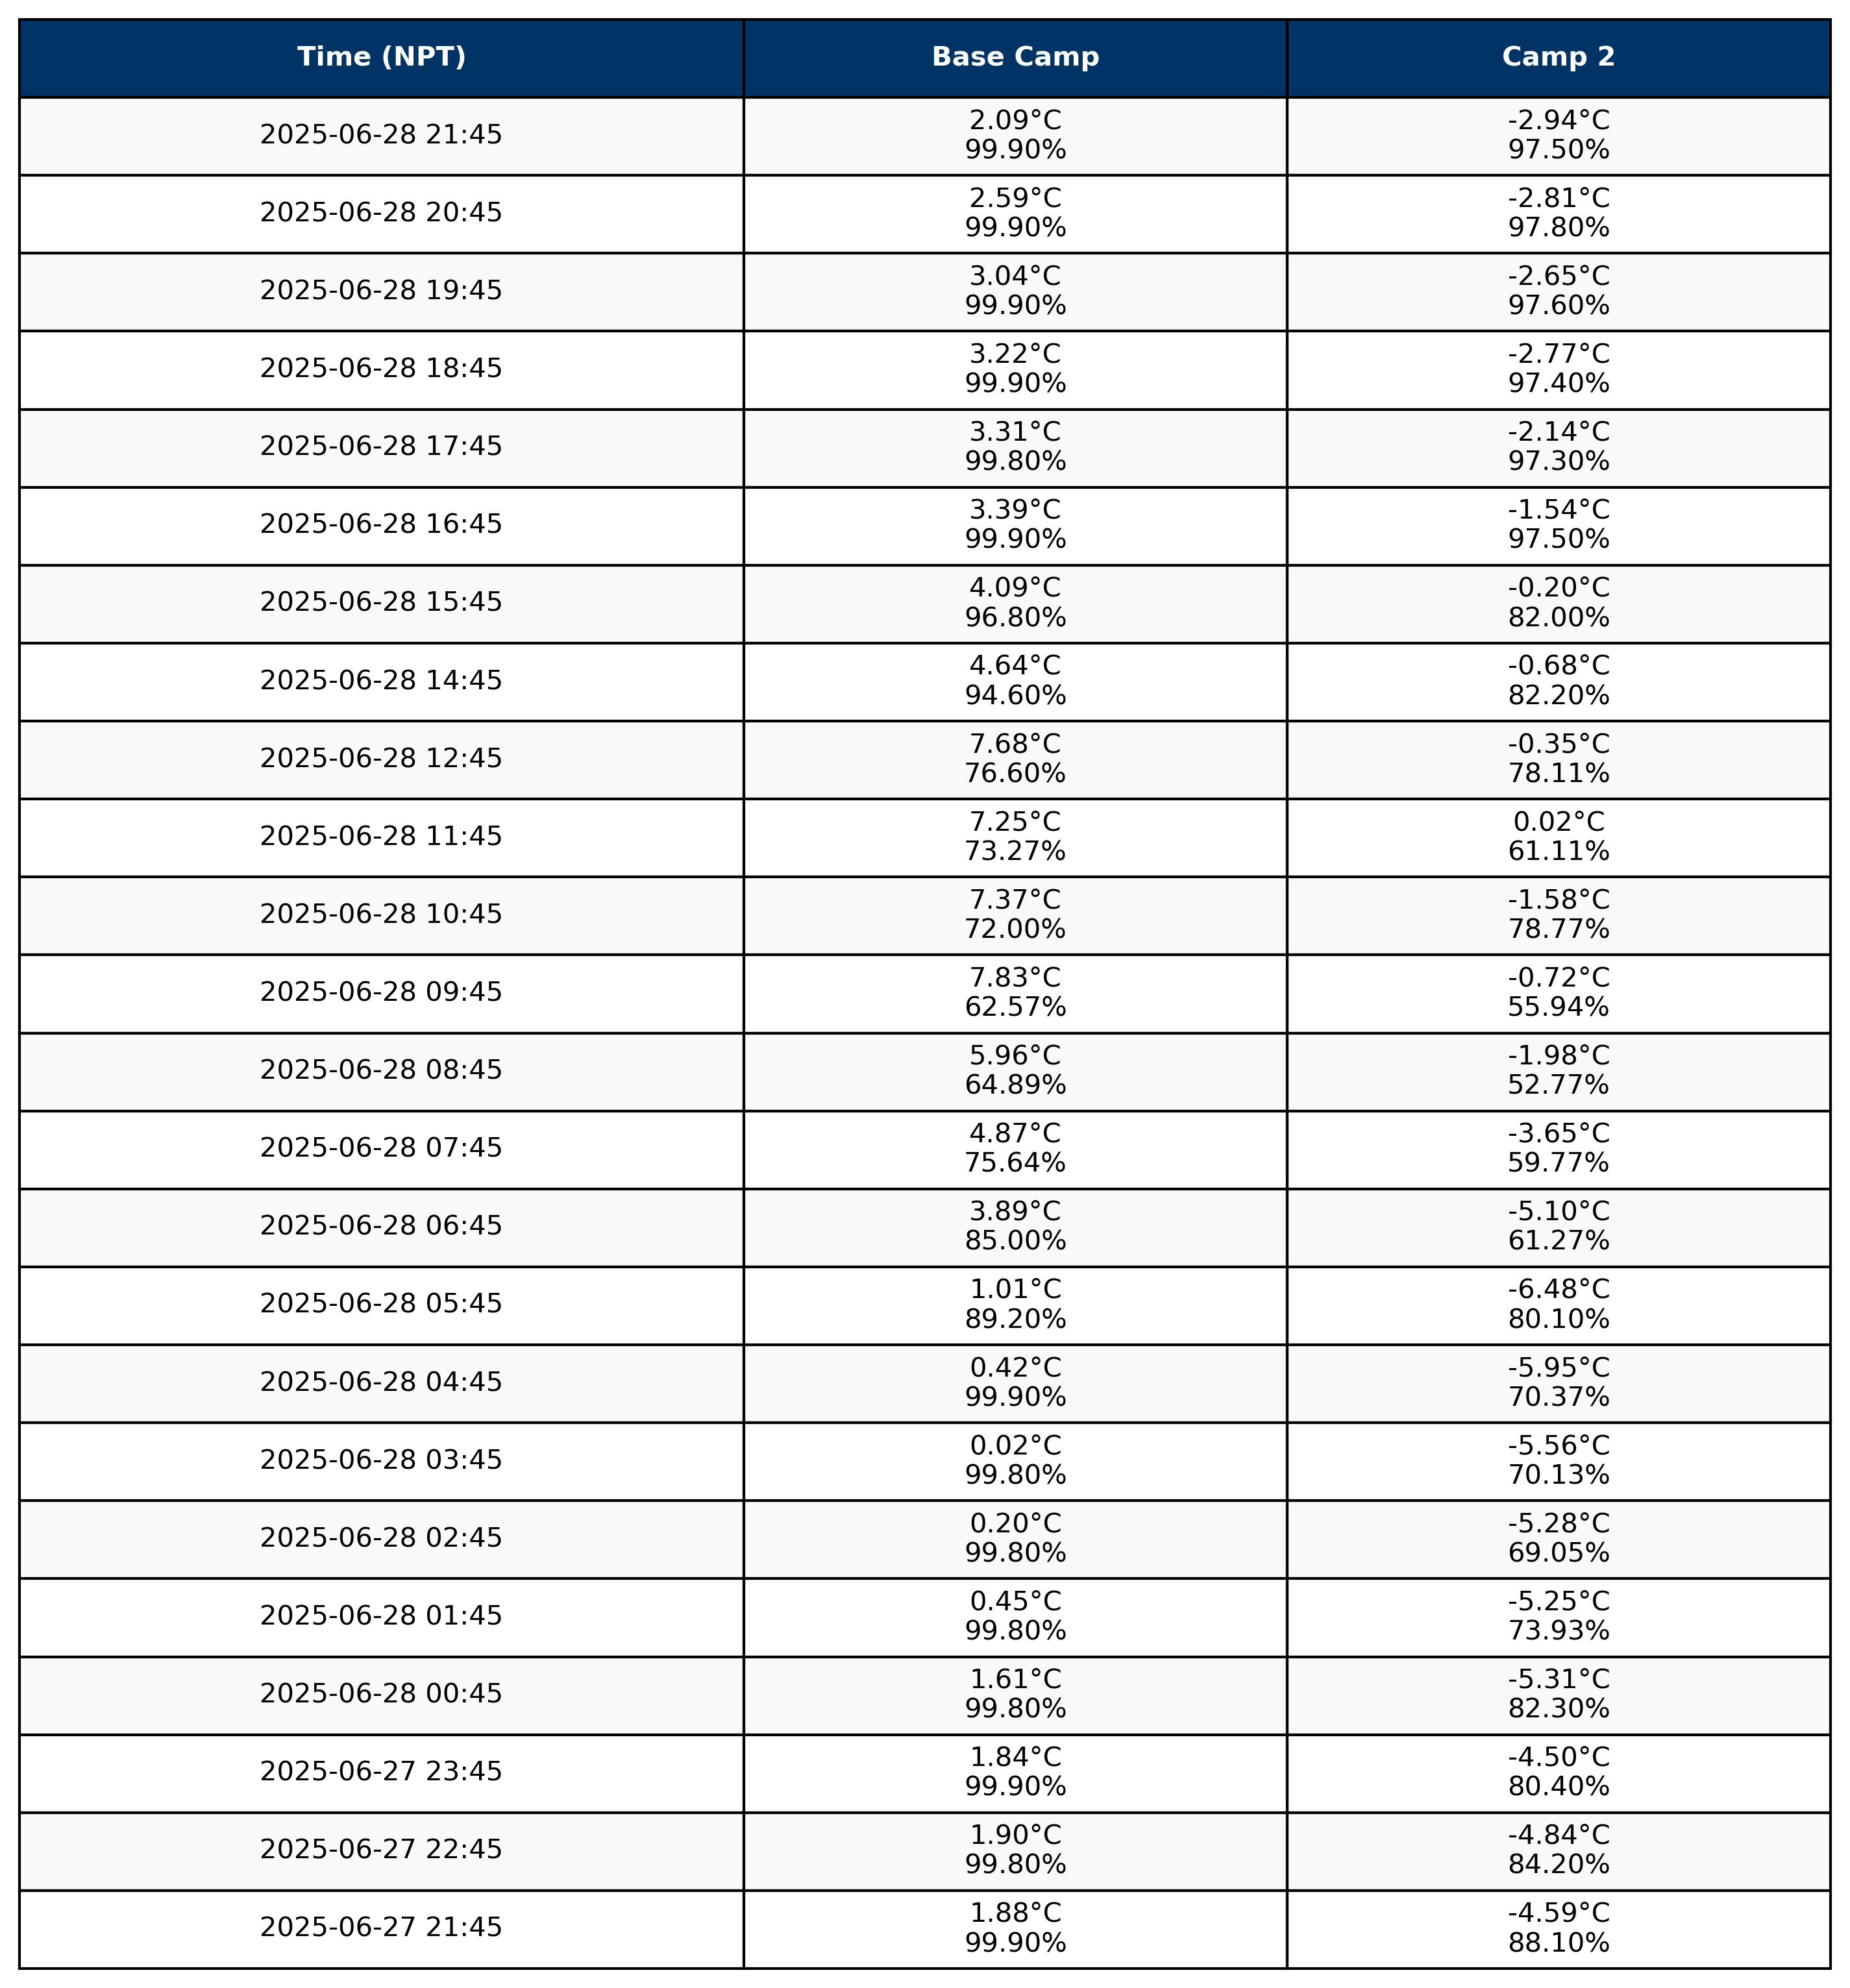 Time (NPT) Base Camp Camp 2
2025-06-28 21:45 2.09°C -2.94°C
99.90% 97.50%
2025-06-28 20:45 2.59°C -2.81°C
99.90% 97.80%
2025-06-28 19:45 3.04°C -2.65°C
99.90% 97.60%
2025-06-28 18:45 3.22°C -2.77°C
99.90% 97.40%
2025-06-28 17:45 3.31°C -2.14°C
99.80% 97.30%
2025-06-28 16:45 3.39°C -1.54°C
99.90% 97.50%
2025-06-28 15:45 4.09°C -0.20°C
96.80% 82.00%
2025-06-28 14:45 4.64°C -0.68°C
94.60% 82.20%
2025-06-28 12:45 7.68°C -0.35°C
76.60% 78.11%
2025-06-28 11:45 7.25°C 0.02°C
73.27% 61.11%
2025-06-28 10:45 7.37°C -1.58°C
72.00% 78.77%
2025-06-28 09:45 7.83°C -0.72°C
62.57% 55.94%
2025-06-28 08:45 5.96°C -1.98°C
64.89% 52.77%
2025-06-28 07:45 4.87°C -3.65°C
75.64% 59.77%
2025-06-28 06:45 3.89°C -5.10°C
85.00% 61.27%
2025-06-28 05:45 1.01°C -6.48°C
89.20% 80.10%
2025-06-28 04:45 0.42°C -5.95°C
99.90% 70.37%
2025-06-28 03:45 0.02°C -5.56°C
99.80% 70.13%
2025-06-28 02:45 0.20°C -5.28°C
99.80% 69.05%
2025-06-28 01:45 0.45°C -5.25°C
99.80% 73.93%
2025-06-28 00:45 1.61°C -5.31°C
99.80% 82.30%
2025-06-27 23:45 1.84°C -4.50°C
99.90% 80.40%
2025-06-27 22:45 1.90°C -4.84°C
99.80% 84.20%
2025-06-27 21:45 1.88°C -4.59°C
99.90% 88.10%